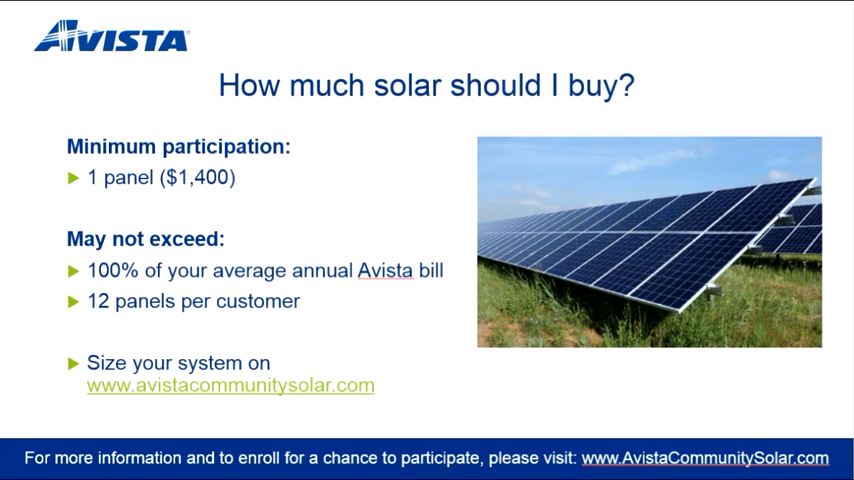 AVISTA
How much solar should I buy?
Minimum participation:
1 panel ($1,400)
May not exceed:
100% of your average annual Avista bill
12 panels per customer
Size your system on
www.avistacommunitysolar.com
For more information and to enroll for a chance to participate, please visit: www.AvistaCommunitySolar.com